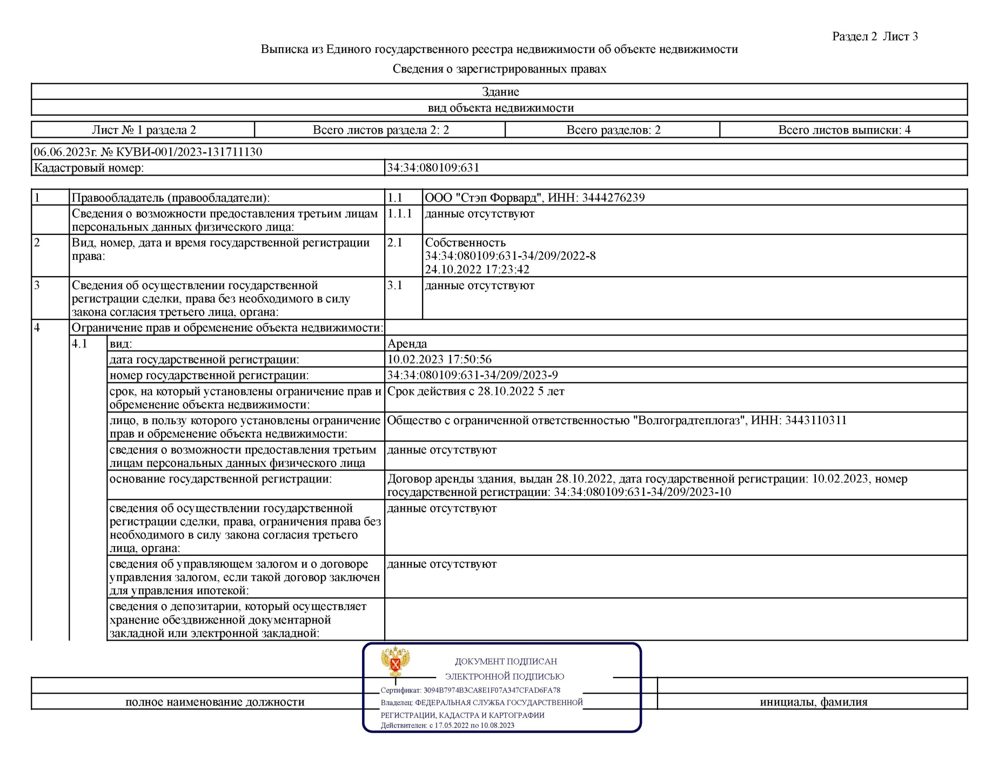 Раздел 2 Лист 3
Выписка из Единого государственного реестра недвижимости об объекте недвижимости
Сведения о зарегистрированных правах
Здание
вид объекта недвижимости
Лист № 1 раздела 2
Всего листов раздела 2: 2
Всего разделов: 2
Всего листов выписки: 4
06.06.2023г. № КУВИ-001/2023-131711130
Кадастровый номер:
34:34:080109:631
1
Правообладатель (правообладатели):
1.1
ООО "Стэп Форвард", ИНН: 3444276239
Сведения о возможности предоставления третьим лицам
персональных данных физического лица:
1.1.1
данные отсутствуют
2
Вид, номер, дата и время государственной регистрации
права:
2.1
Собственность
34:34:080109:631-34/209/2022-8
24.10.2022 17:23:42
3
Сведения об осуществлении государственной
регистрации сделки, права без необходимого в силу
закона согласия третьего лица, органа:
3.1
данные отсутствуют
4
Ограничение прав и обременение объекта недвижимости:
4.1
вид:
Аренда
дата государственной регистрации:
10.02.2023 17:50:56
номер государственной регистрации:
34:34:080109:631-34/209/2023-9
срок, на который установлены ограничение прав и
обременение объекта недвижимости:
Срок действия с 28.10.2022 5 лет
лицо, в пользу которого установлены ограничение
прав и обременение объекта недвижимости:
Общество с ограниченной ответственностью "Волгоградтеплогаз", ИНН: 3443110311
сведения о возможности предоставления третьим
лицам персональных данных физического лица
данные отсутствуют
основание государственной регистрации:
Договор аренды здания, выдан 28.10.2022, дата государственной регистрации: 10.02.2023, номер
государственной регистрации: 34:34:080109:631-34/209/2023-10
сведения об осуществлении государственной
регистрации сделки, права, ограничения права без
необходимого в силу закона согласия третьего
лица, органа:
данные отсутствуют
сведения об управляющем залогом и о договоре
управления залогом, если такой договор заключен
для управления ипотекой:
данные отсутствуют
сведения о депозитарии, который осуществляет
хранение обездвиженной документарной
закладной или электронной закладной:
ДОКУМЕНТ ПОДПИСАН
ЭЛЕКТРОННОЙ ПОДПИСЬЮ
Сертификат: 3094B7974B3CA8E1F07A347CFAD6FA78
Владелец: ФЕДЕРАЛЬНАЯ СЛУЖБА ГОСУДАРСТВЕННОЙ
РЕГИСТРАЦИИ, КАДАСТРА И КАРТОГРАФИИ
Действителен: с 17.05.2022 по 10.08.2023
полное наименование должности
инициалы, фамилия